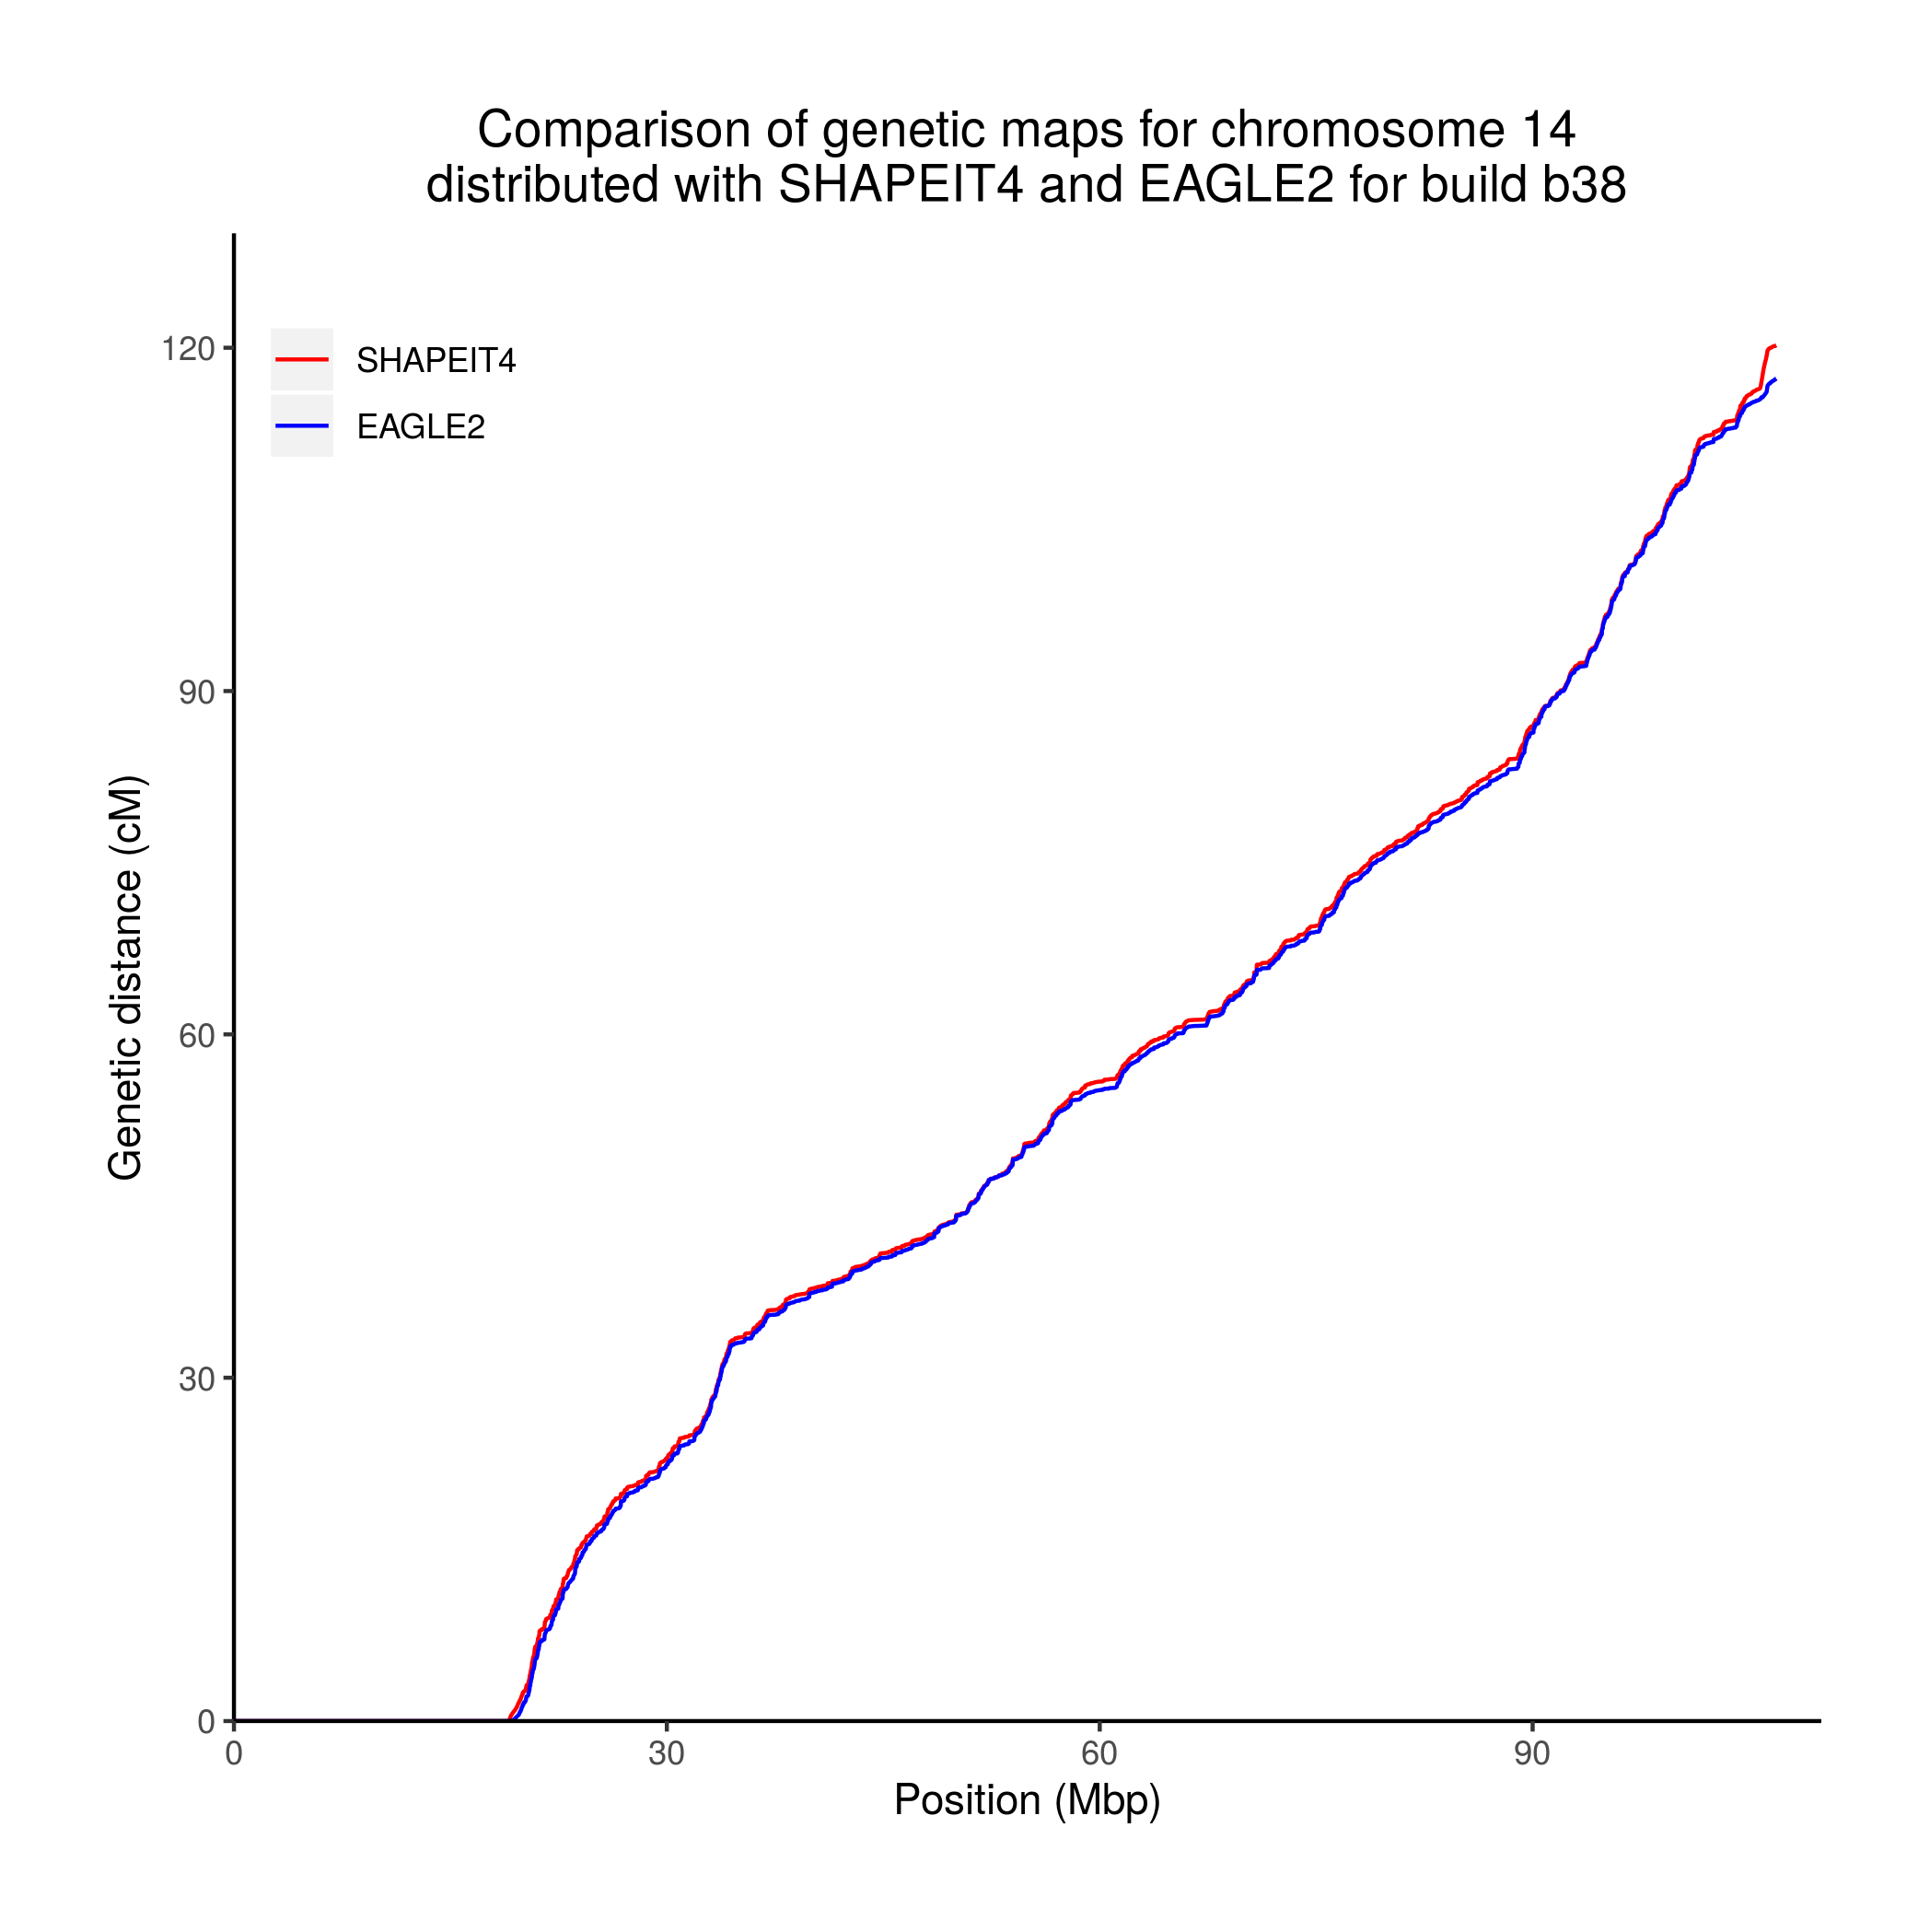 Comparison of genetic maps for chromosome 14
distributed with SHAPEIT4 and EAGLE2 for build b38
SHAPEIT4
EAGLE2
120
90
60
30
0
Genetic distance (cM)
0 30 60 90
Position (Mbp)